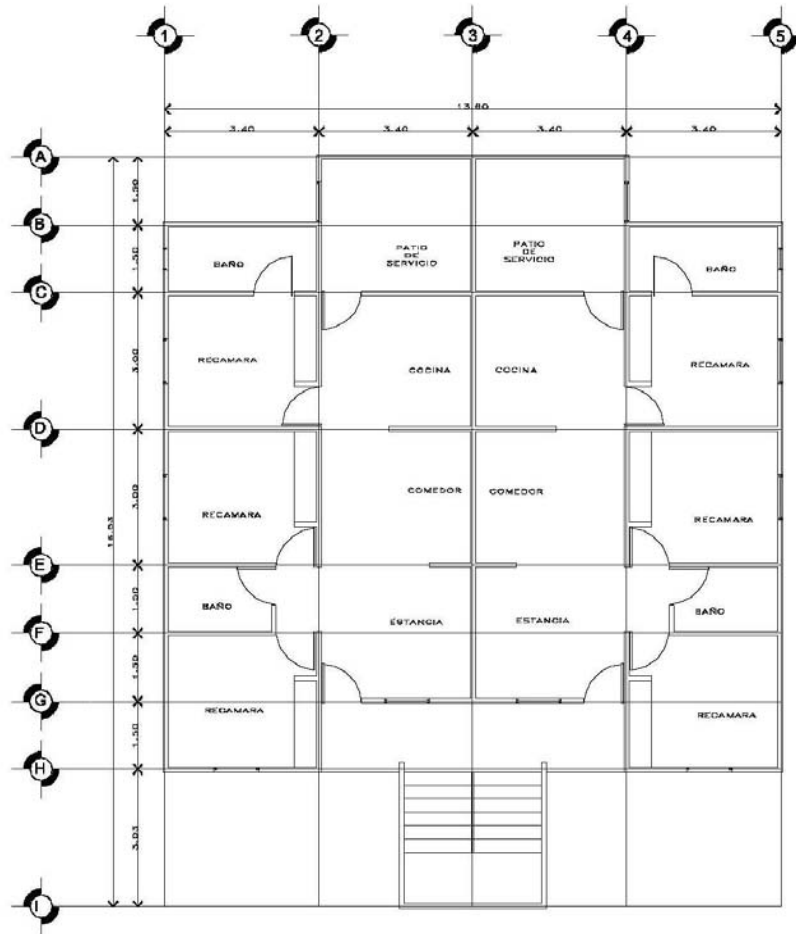 1 2 3 4 5
3.40 3.40 3.40 3.40
A
1.50
B
PATIO
DE
SERVICIO
PATIO
DE
SERVICIO
1.50
BAÑO
BAÑO
C
3.00
RECAMARA
COCINA
COCINA
RECAMARA
D
3.00
RECAMARA
COMEDOR
COMEDOR
RECAMARA
E
1.50
BAÑO
ESTANCIA
ESTANCIA
BAÑO
F
1.50
G
1.50
RECAMARA
RECAMARA
H
3.03
I